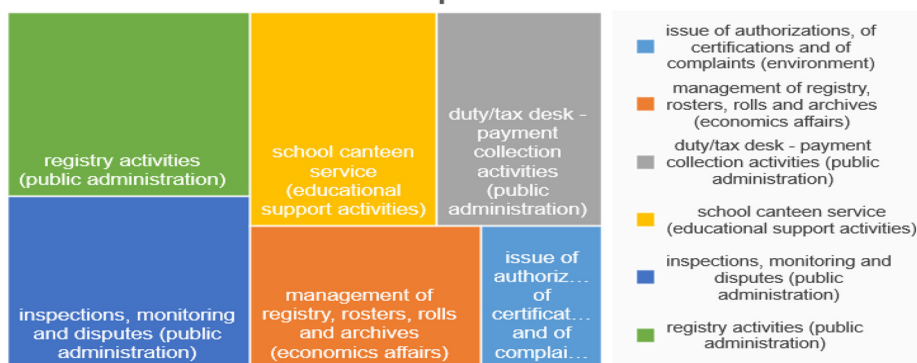 registry activities
(public administration)
school canteen
service
(educational
support activities)
duty/tax desk -
payment
collection
activities
(public
administration)
inspections, monitoring
and disputes (public
administration)
management of
registry, rosters, rolls
and archives
(economics affairs)
issue of
authoriz...
of
certificat...
and of
complai...
issue of authorizations, of
certifications and of
complaints (environment)
management of registry,
rosters, rolls and archives
(economics affairs)
duty/tax desk - payment
collection activities (public
administration)
school canteen service
(educational support activities)
inspections, monitoring and
disputes (public
administration)
registry activities (public
administration)